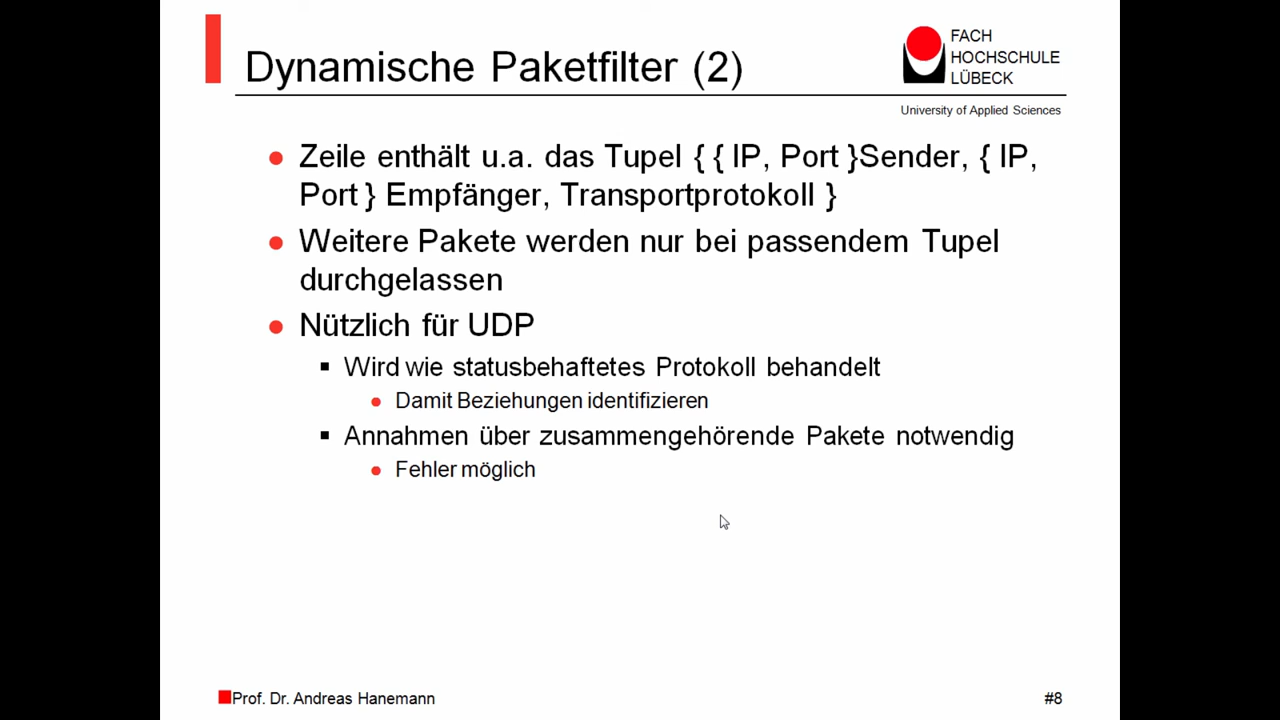 Dynamische Paketfilter (2)
FACH
HOCHSCHULE
LÜBECK
University of Applied Sciences
Zeile enthält u.a. das Tupel { { IP, Port }Sender, { IP,
Port } Empfänger, Transportprotokoll }
Weitere Pakete werden nur bei passendem Tupel
durchgelassen
Nützlich für UDP
Wird wie statusbehaftetes Protokoll behandelt
Damit Beziehungen identifizieren
Annahmen über zusammengehörende Pakete notwendig
Fehler möglich
Prof. Dr. Andreas Hanemann
#8